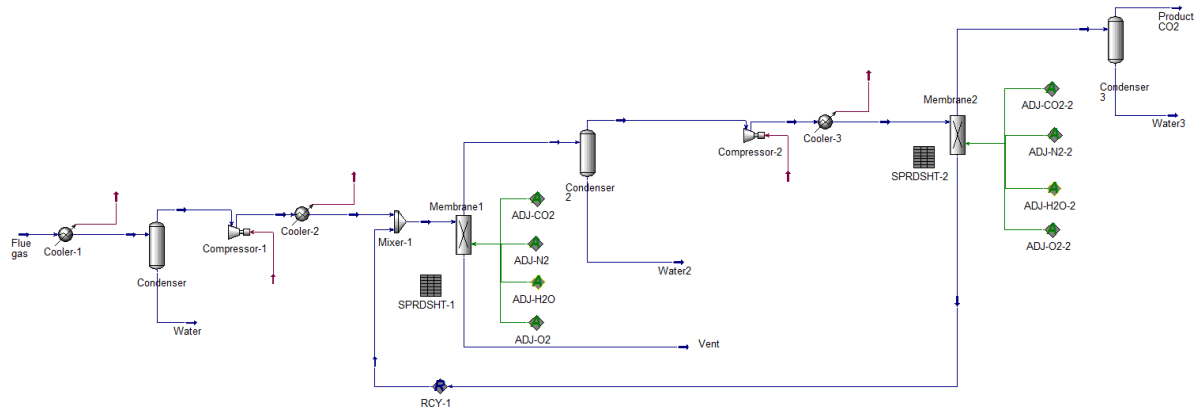 Product
CO2
Condenser
3
Water3
Membrane2
ADJ-CO2-2
ADJ-N2-2
ADJ-H2O-2
ADJ-O2-2
SPRDSHT-2
Compressor-2
Cooler-3
Condenser
2
Water2
Membrane1
ADJ-CO2
ADJ-N2
ADJ-H2O
ADJ-O2
SPRDSHT-1
Vent
Mixer-1
Cooler-2
Compressor-1
Flue
gas
Cooler-1
Condenser
Water
RCY-1
A
A
A
A
A
A
A
A
R